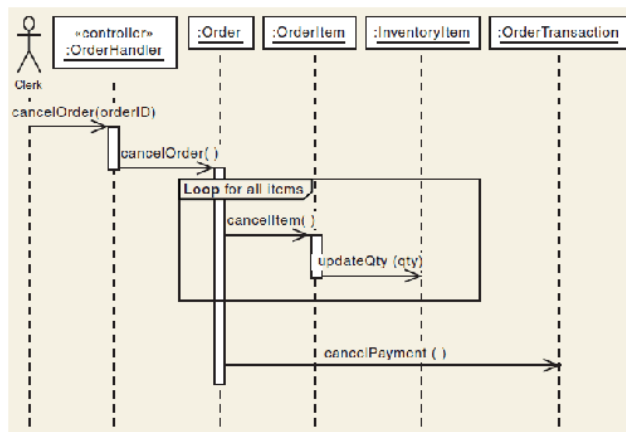 «controller»
:OrderHandler
:Order
:OrderItem
:InventoryItem
:OrderTransaction
Clerk
cancelOrder(orderID)
cancelOrder( )
Loop for all items
cancelItem( )
updateQty (qty)
cancelPayment ( )